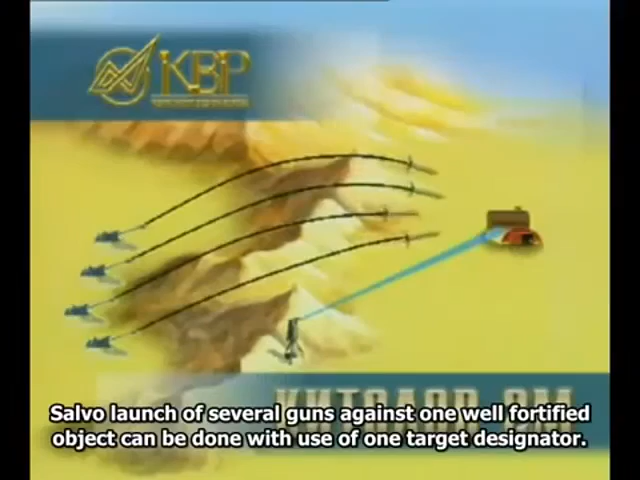 KBP
Salvo launch of several guns against one well fortified
object can be done with use of one target designator.